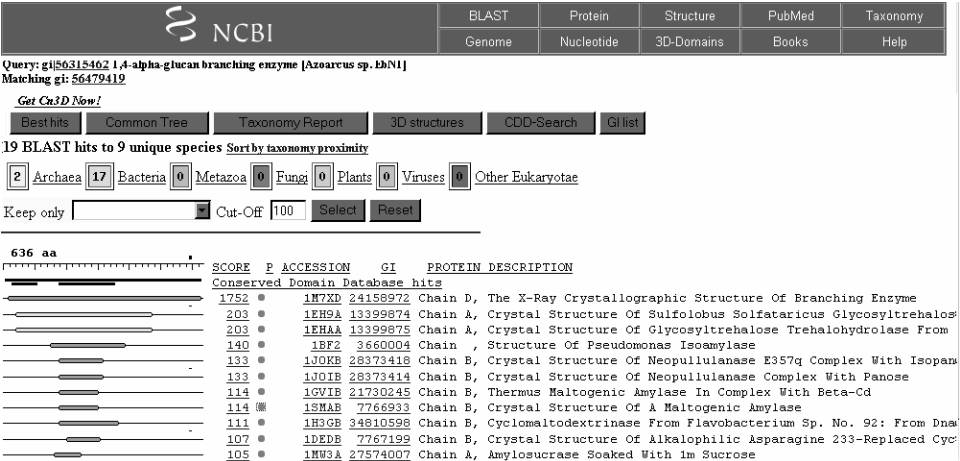 NCBI
BLAST Protein Structure PubMed Taxonomy
Genome Nucleotide 3D-Domains Books Help
Query: gi|56315462 1,4-alpha-glucan branching enzyme [Azoarcus sp. EbN1]
Matching gi: 56479419
Get Cn3D Now!
Best hits Common Tree Taxonomy Report 3D structures CDD-Search GI list
19 BLAST hits to 9 unique species Sort by taxonomy proximity
2 Archaea 17 Bacteria 0 Metazoa 0 Fungi 0 Plants 0 Viruses 0 Other Eukaryotae
Keep only Cut-Off 100 Select Reset
636 aa
SCORE P ACCESSION GI PROTEIN DESCRIPTION
Conserved Domain Database hits
1752 1M7XD 24158972 Chain D, The X-Ray Crystallographic Structure Of Branching Enzyme
203 1EH9A 13399874 Chain A, Crystal Structure Of Sulfolobus Solfataricus Glycosyltrehalos
203 1EHAA 13399875 Chain A, Crystal Structure Of Glycosyltrehalose Trehalohydrolase From
140 1BF2 3660004 Chain , Structure Of Pseudomonas Isoamylase
133 1J0KB 28373418 Chain B, Crystal Structure Of Neopullulanase E357q Complex With Isopan
133 1J0IB 28373414 Chain B, Crystal Structure Of Neopullulanase Complex With Panose
114 1GVIB 21730245 Chain B, Thermus Maltogenic Amylase In Complex With Beta-Cd
114 1SMAB 7766933 Chain B, Crystal Structure Of A Maltogenic Amylase
111 1H3GB 34810598 Chain B, Cyclomaltodextrinase From Flavobacterium Sp. No. 92: From Dna
107 1DEDB 7767199 Chain B, Crystal Structure Of Alkalophilic Asparagine 233-Replaced Cyc
105 1MW3A 27574007 Chain A, Amylosucrase Soaked With 1m Sucrose